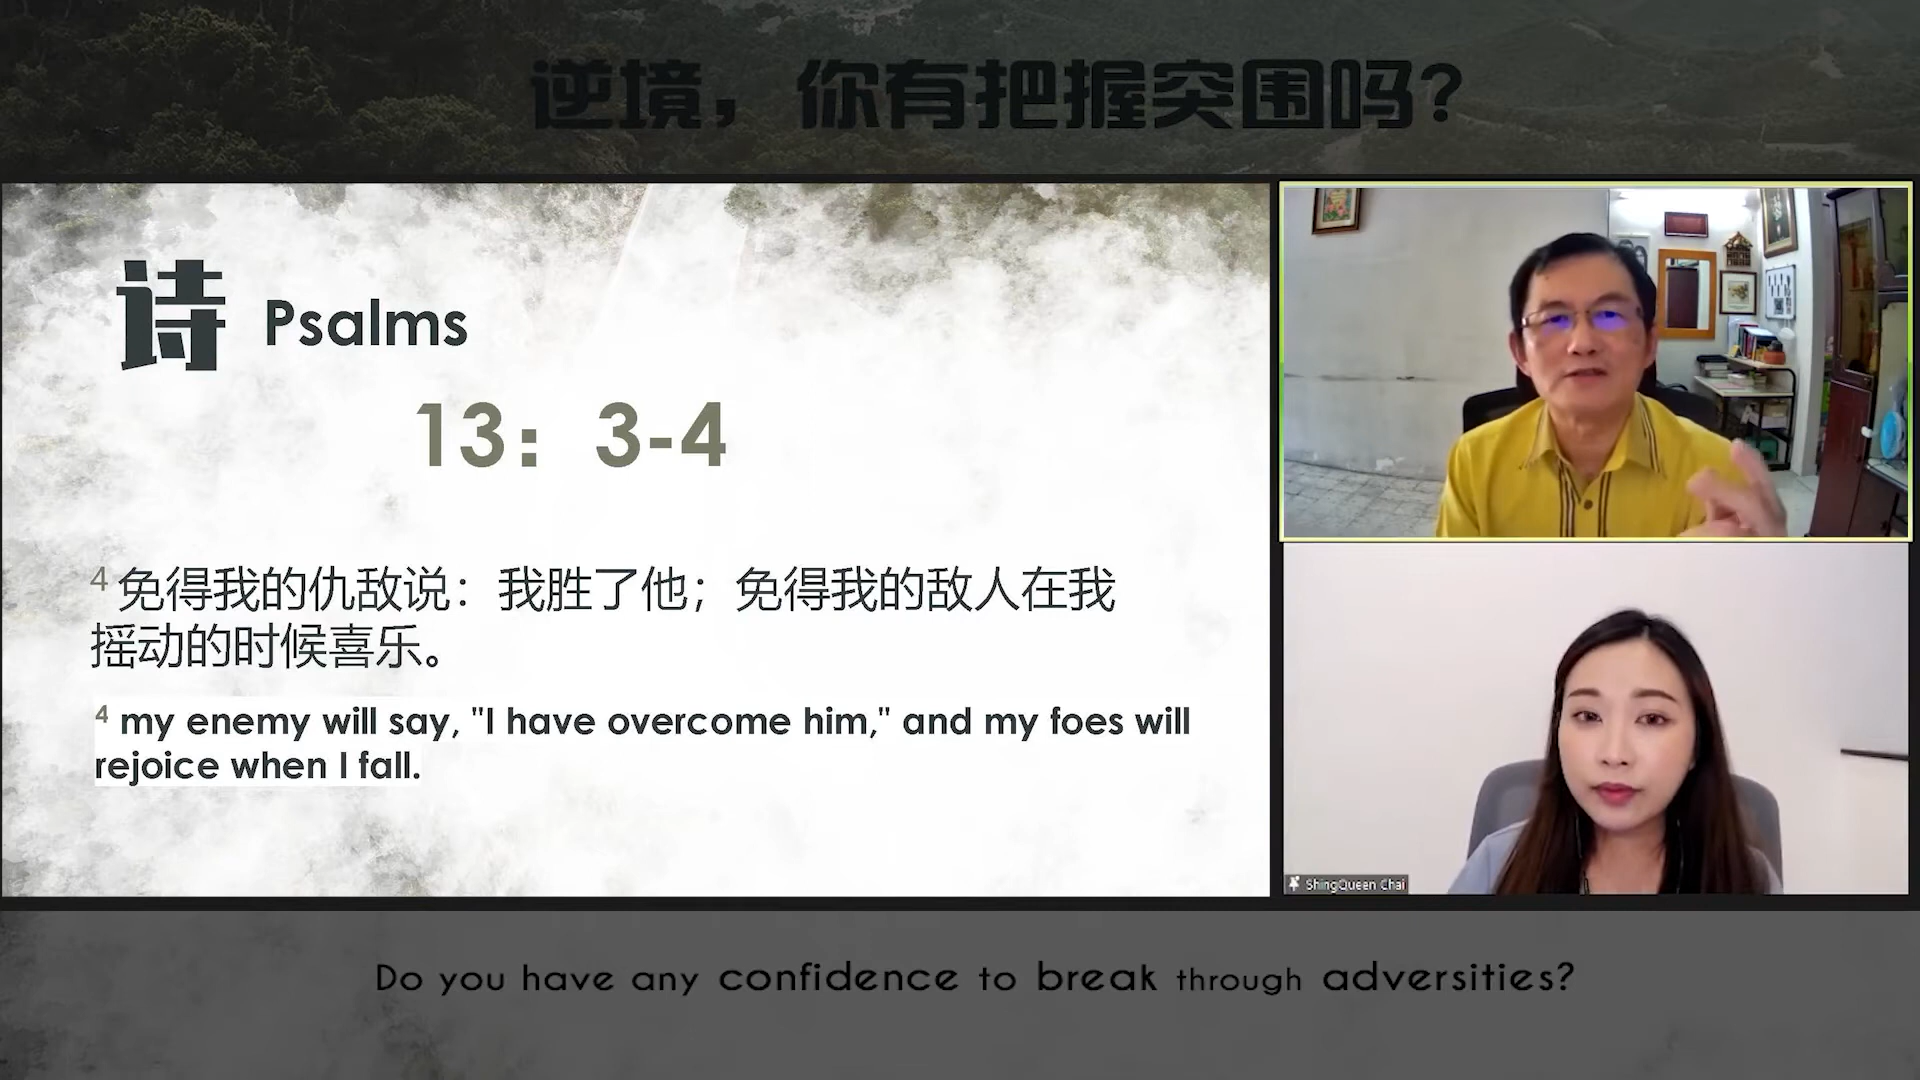 逆境，你有把握突围吗？
诗 Psalms
13：3-4
4 免得我的仇敌说：我胜了他；免得我的敌人在我
摇动的时候喜乐。
4 my enemy will say, "I have overcome him," and my foes will
rejoice when I fall.
ShingQueen Chai
Do you have any confidence to break through adversities?